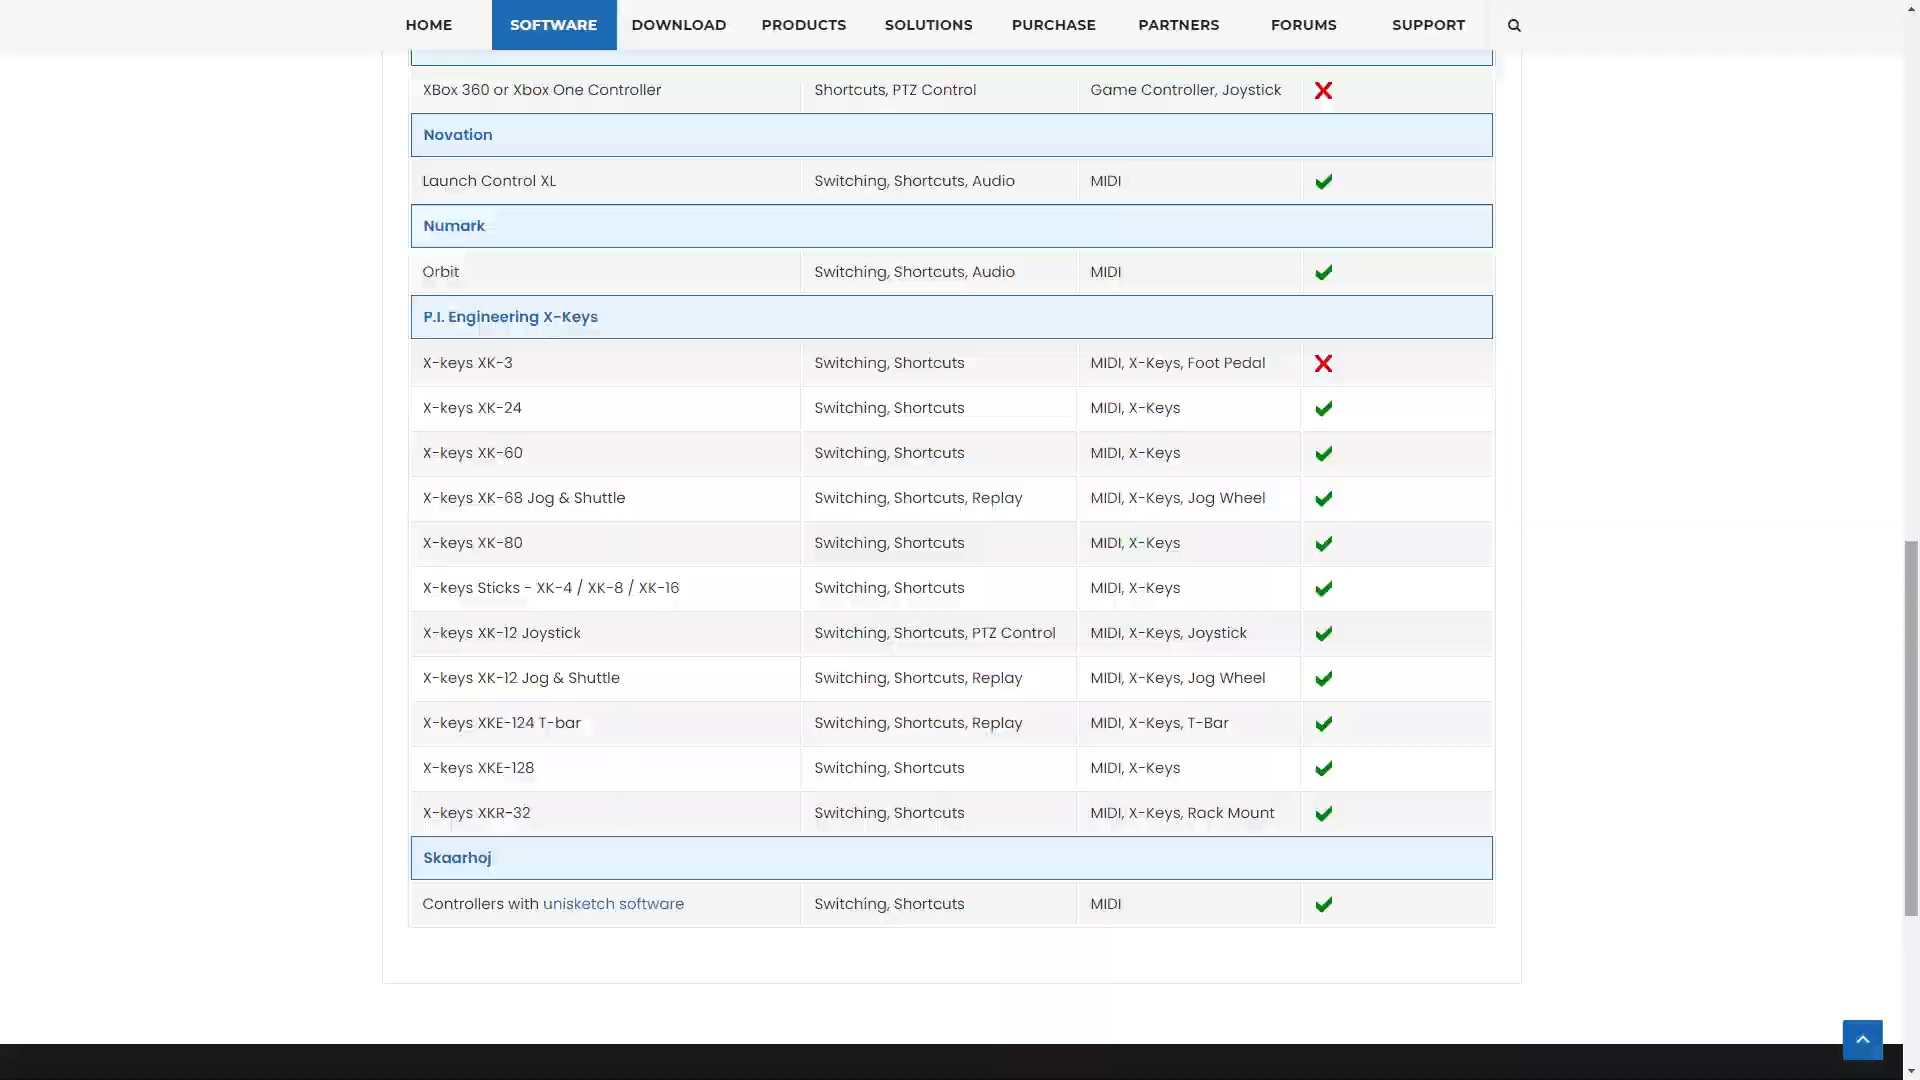 HOME SOFTWARE DOWNLOAD PRODUCTS SOLUTIONS PURCHASE PARTNERS FORUMS SUPPORT
XBox 360 or Xbox One Controller Shortcuts, PTZ Control Game Controller, Joystick
Novation
Launch Control XL Switching, Shortcuts, Audio MIDI
Numark
Orbit Switching, Shortcuts, Audio MIDI
P.I. Engineering X-Keys
X-keys XK-3 Switching, Shortcuts MIDI, X-Keys, Foot Pedal
X-keys XK-24 Switching, Shortcuts MIDI, X-Keys
X-keys XK-60 Switching, Shortcuts MIDI, X-Keys
X-keys XK-68 Jog & Shuttle Switching, Shortcuts, Replay MIDI, X-Keys, Jog Wheel
X-keys XK-80 Switching, Shortcuts MIDI, X-Keys
X-keys Sticks - XK-4 / XK-8 / XK-16 Switching, Shortcuts MIDI, X-Keys
X-keys XK-12 Joystick Switching, Shortcuts, PTZ Control MIDI, X-Keys, Joystick
X-keys XK-12 Jog & Shuttle Switching, Shortcuts, Replay MIDI, X-Keys, Jog Wheel
X-keys XKE-124 T-bar Switching, Shortcuts, Replay MIDI, X-Keys, T-Bar
X-keys XKE-128 Switching, Shortcuts MIDI, X-Keys
X-keys XKR-32 Switching, Shortcuts MIDI, X-Keys, Rack Mount
Skaarhoj
Controllers with unisketch software Switching, Shortcuts MIDI